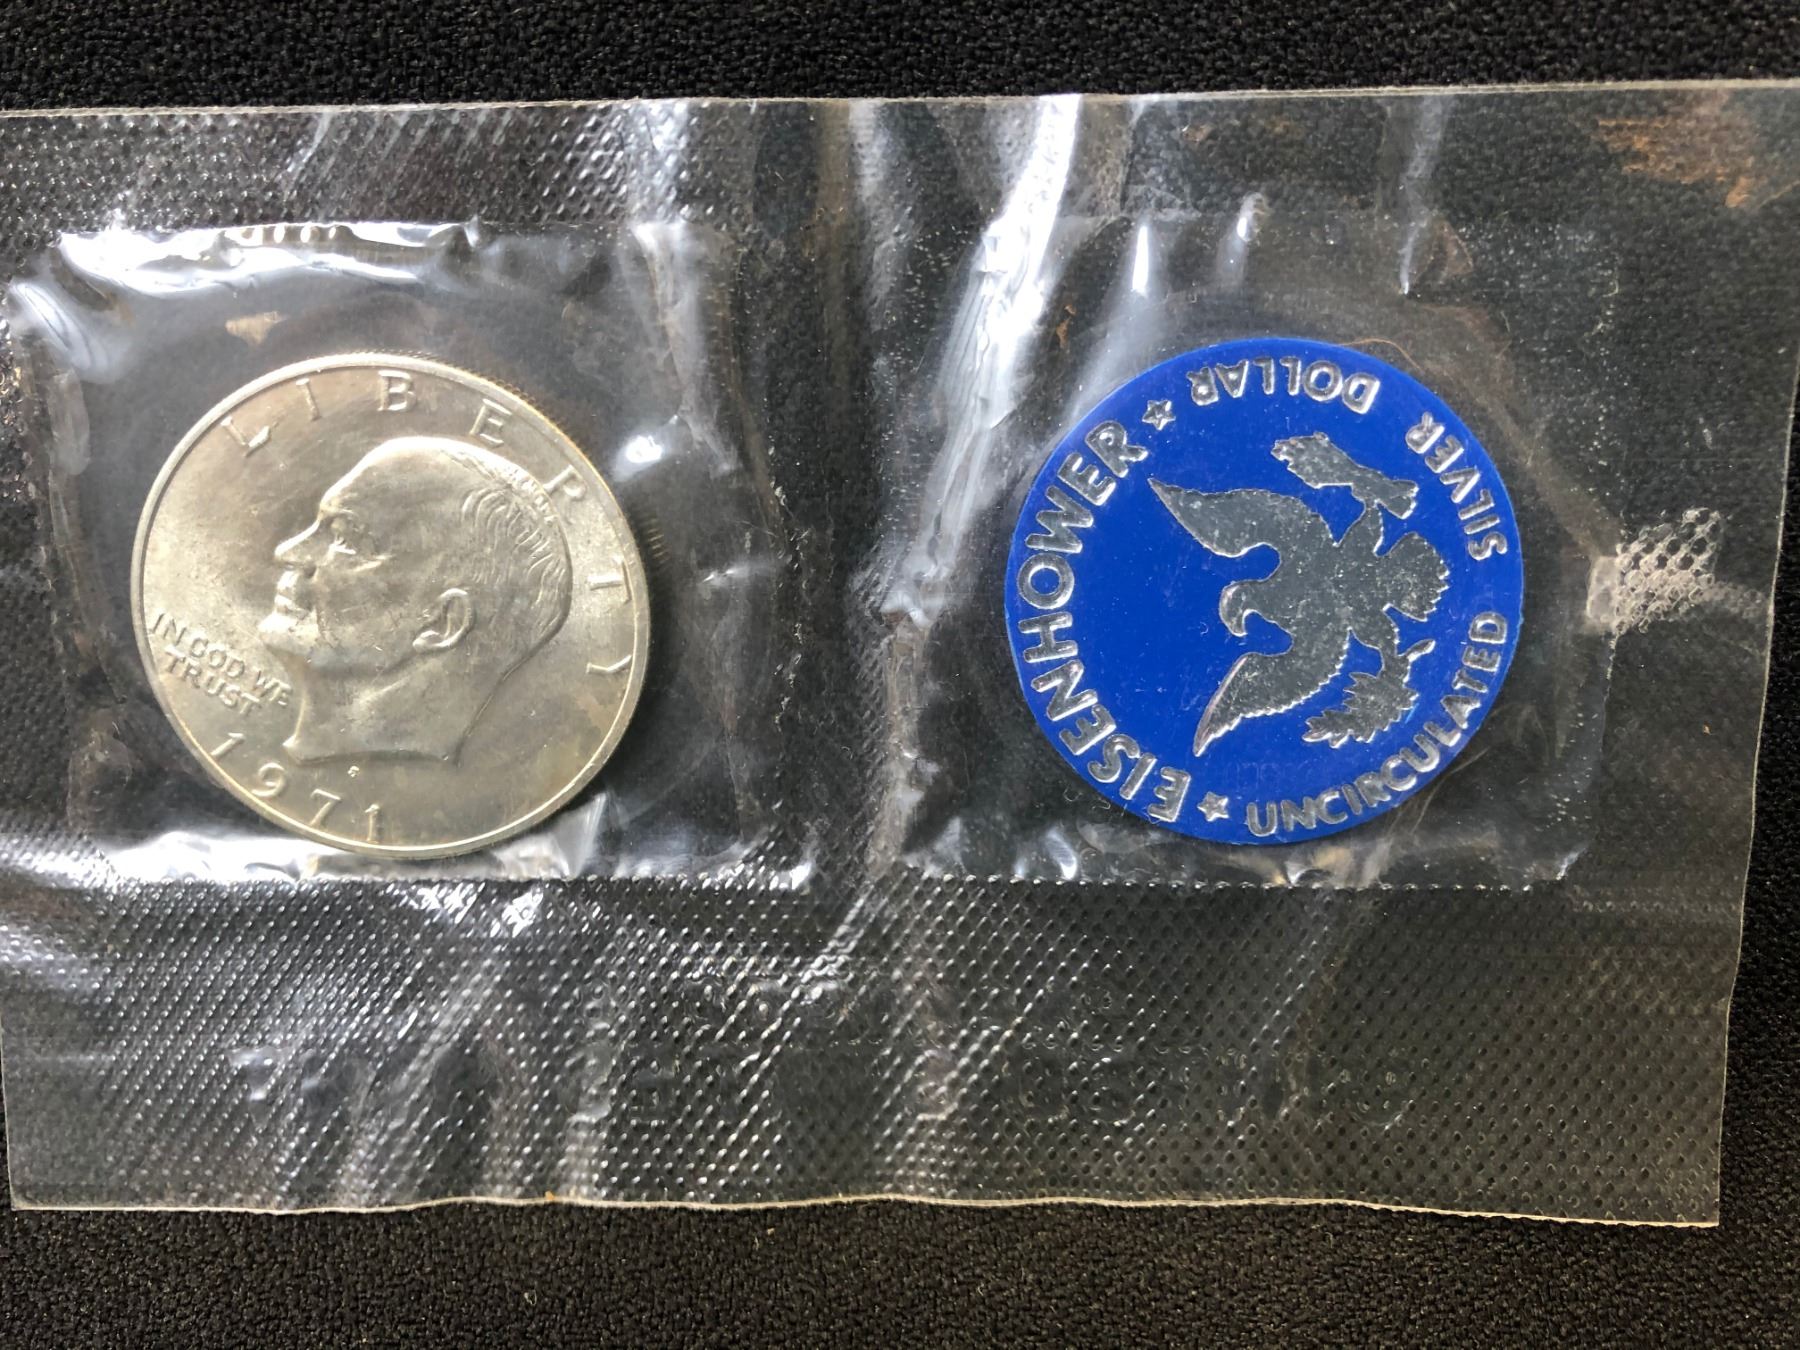 LIBERTY
IN GOD WE
TRUST
1971
S
EISENHOWER
★ UNCIRCULATED SILVER DOLLAR ★